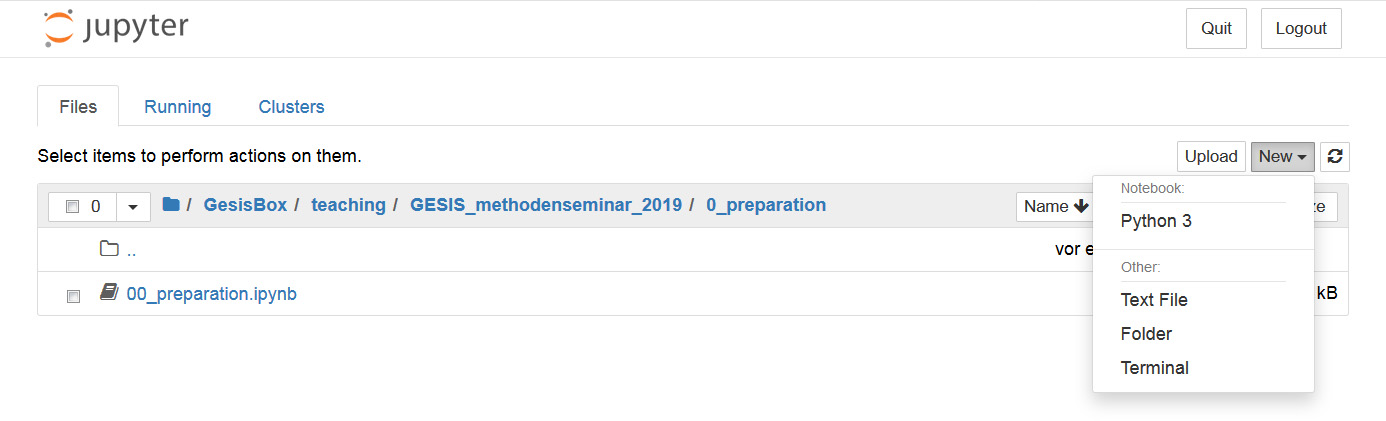 jupyter
Quit Logout
Files Running Clusters
Select items to perform actions on them.
Upload New
0 / GesisBox / teaching / GESIS_methodenseminar_2019 / 0_preparation
Name
Notebook:
Python 3
..
vor
Other:
00_preparation.ipynb
kB
Text File
Folder
Terminal